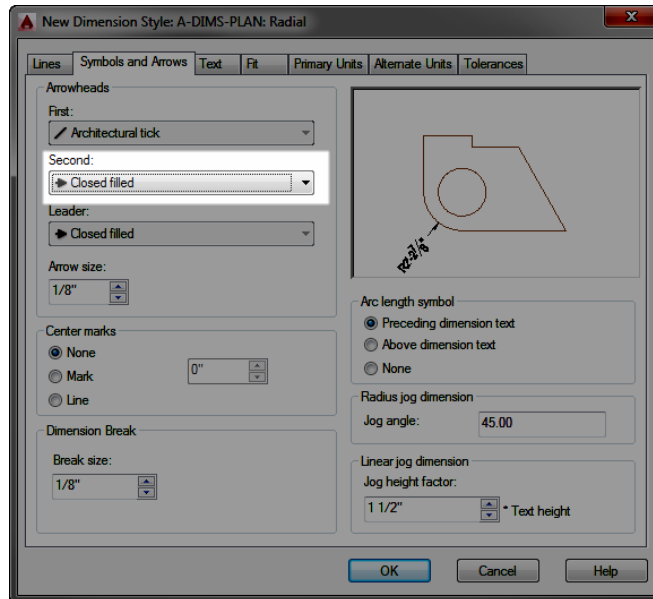 New Dimension Style: A-DIMS-PLAN: Radial
Lines Symbols and Arrows Text Fit Primary Units Alternate Units Tolerances
Arrowheads
First:
Architectural tick
Second:
Closed filled
Leader:
Closed filled
Arrow size:
1/8"
Center marks
None
Mark
Line
0"
Dimension Break
Break size:
1/8"
Arc length symbol
Preceding dimension text
Above dimension text
None
Radius jog dimension
Jog angle: 45.00
Linear jog dimension
Jog height factor:
1 1/2" * Text height
OK Cancel Help